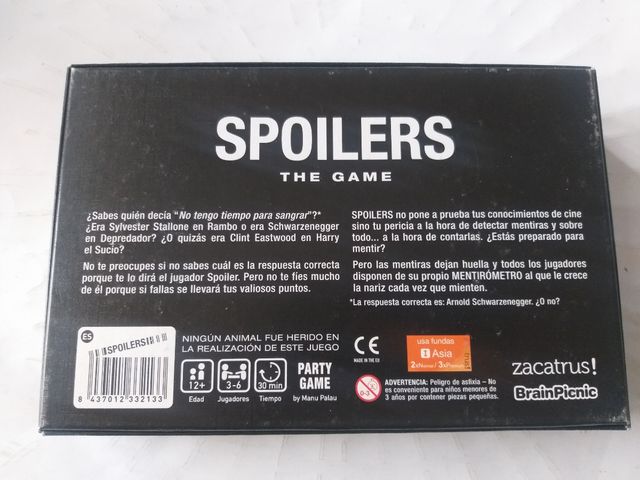 SPOILERS
THE GAME
¿Sabes quién decía "No tengo tiempo para sangrar"?*
¿Era Sylvester Stallone en Rambo o era Schwarzenegger
en Depredador? ¿O quizás era Clint Eastwood en Harry
el Sucio?
No te preocupes si no sabes cuál es la respuesta correcta
porque te lo dirá el jugador Spoiler. Pero no te fíes mucho
de él porque si fallas se llevará tus valiosos puntos.
SPOILERS no pone a prueba tus conocimientos de cine
sino tu pericia a la hora de detectar mentiras y sobre
todo... a la hora de contarlas. ¿Estás preparado para
mentir?
Pero las mentiras dejan huella y todos los jugadores
disponen de su propio MENTIRÓMETRO al que le crece
la nariz cada vez que mienten.
*La respuesta correcta es: Arnold Schwarzenegger. ¿O no?
ES
SPOILERS
8 437012 332133
NINGÚN ANIMAL FUE HERIDO EN
LA REALIZACIÓN DE ESTE JUEGO
12+
Edad
3-6
Jugadores
30 min
Tiempo
PARTY
GAME
by Manu Palau
CE
MADE IN THE EU
usa fundas
1 Asia
2xNormal / 3xPremium
0-3
ADVERTENCIA: Peligro de asfixia – No
es conveniente para niños menores de
3 años por contener piezas pequeñas.
zacatrus!
BrainPicnic